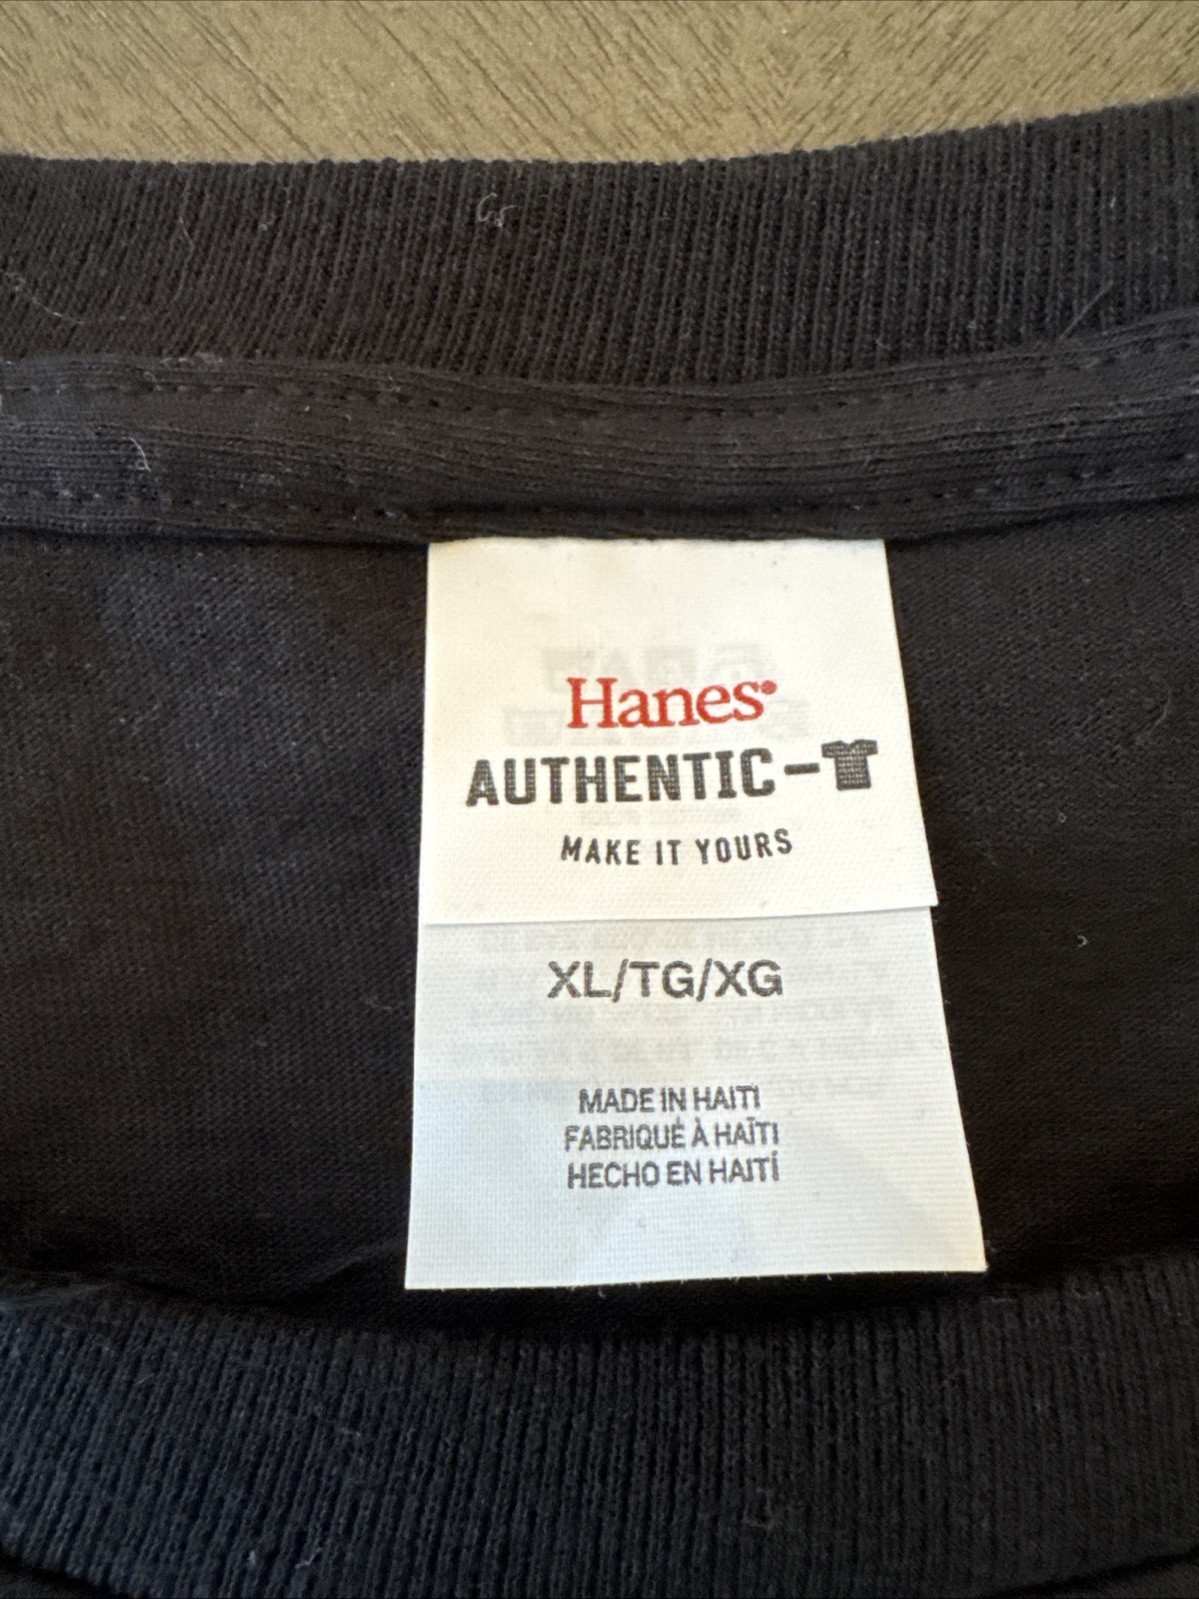 Hanes®
AUTHENTIC-
MAKE IT YOURS
XL/TG/XG
MADE IN HAITI
FABRIQUÉ À HAÏTI
HECHO EN HAITÍ